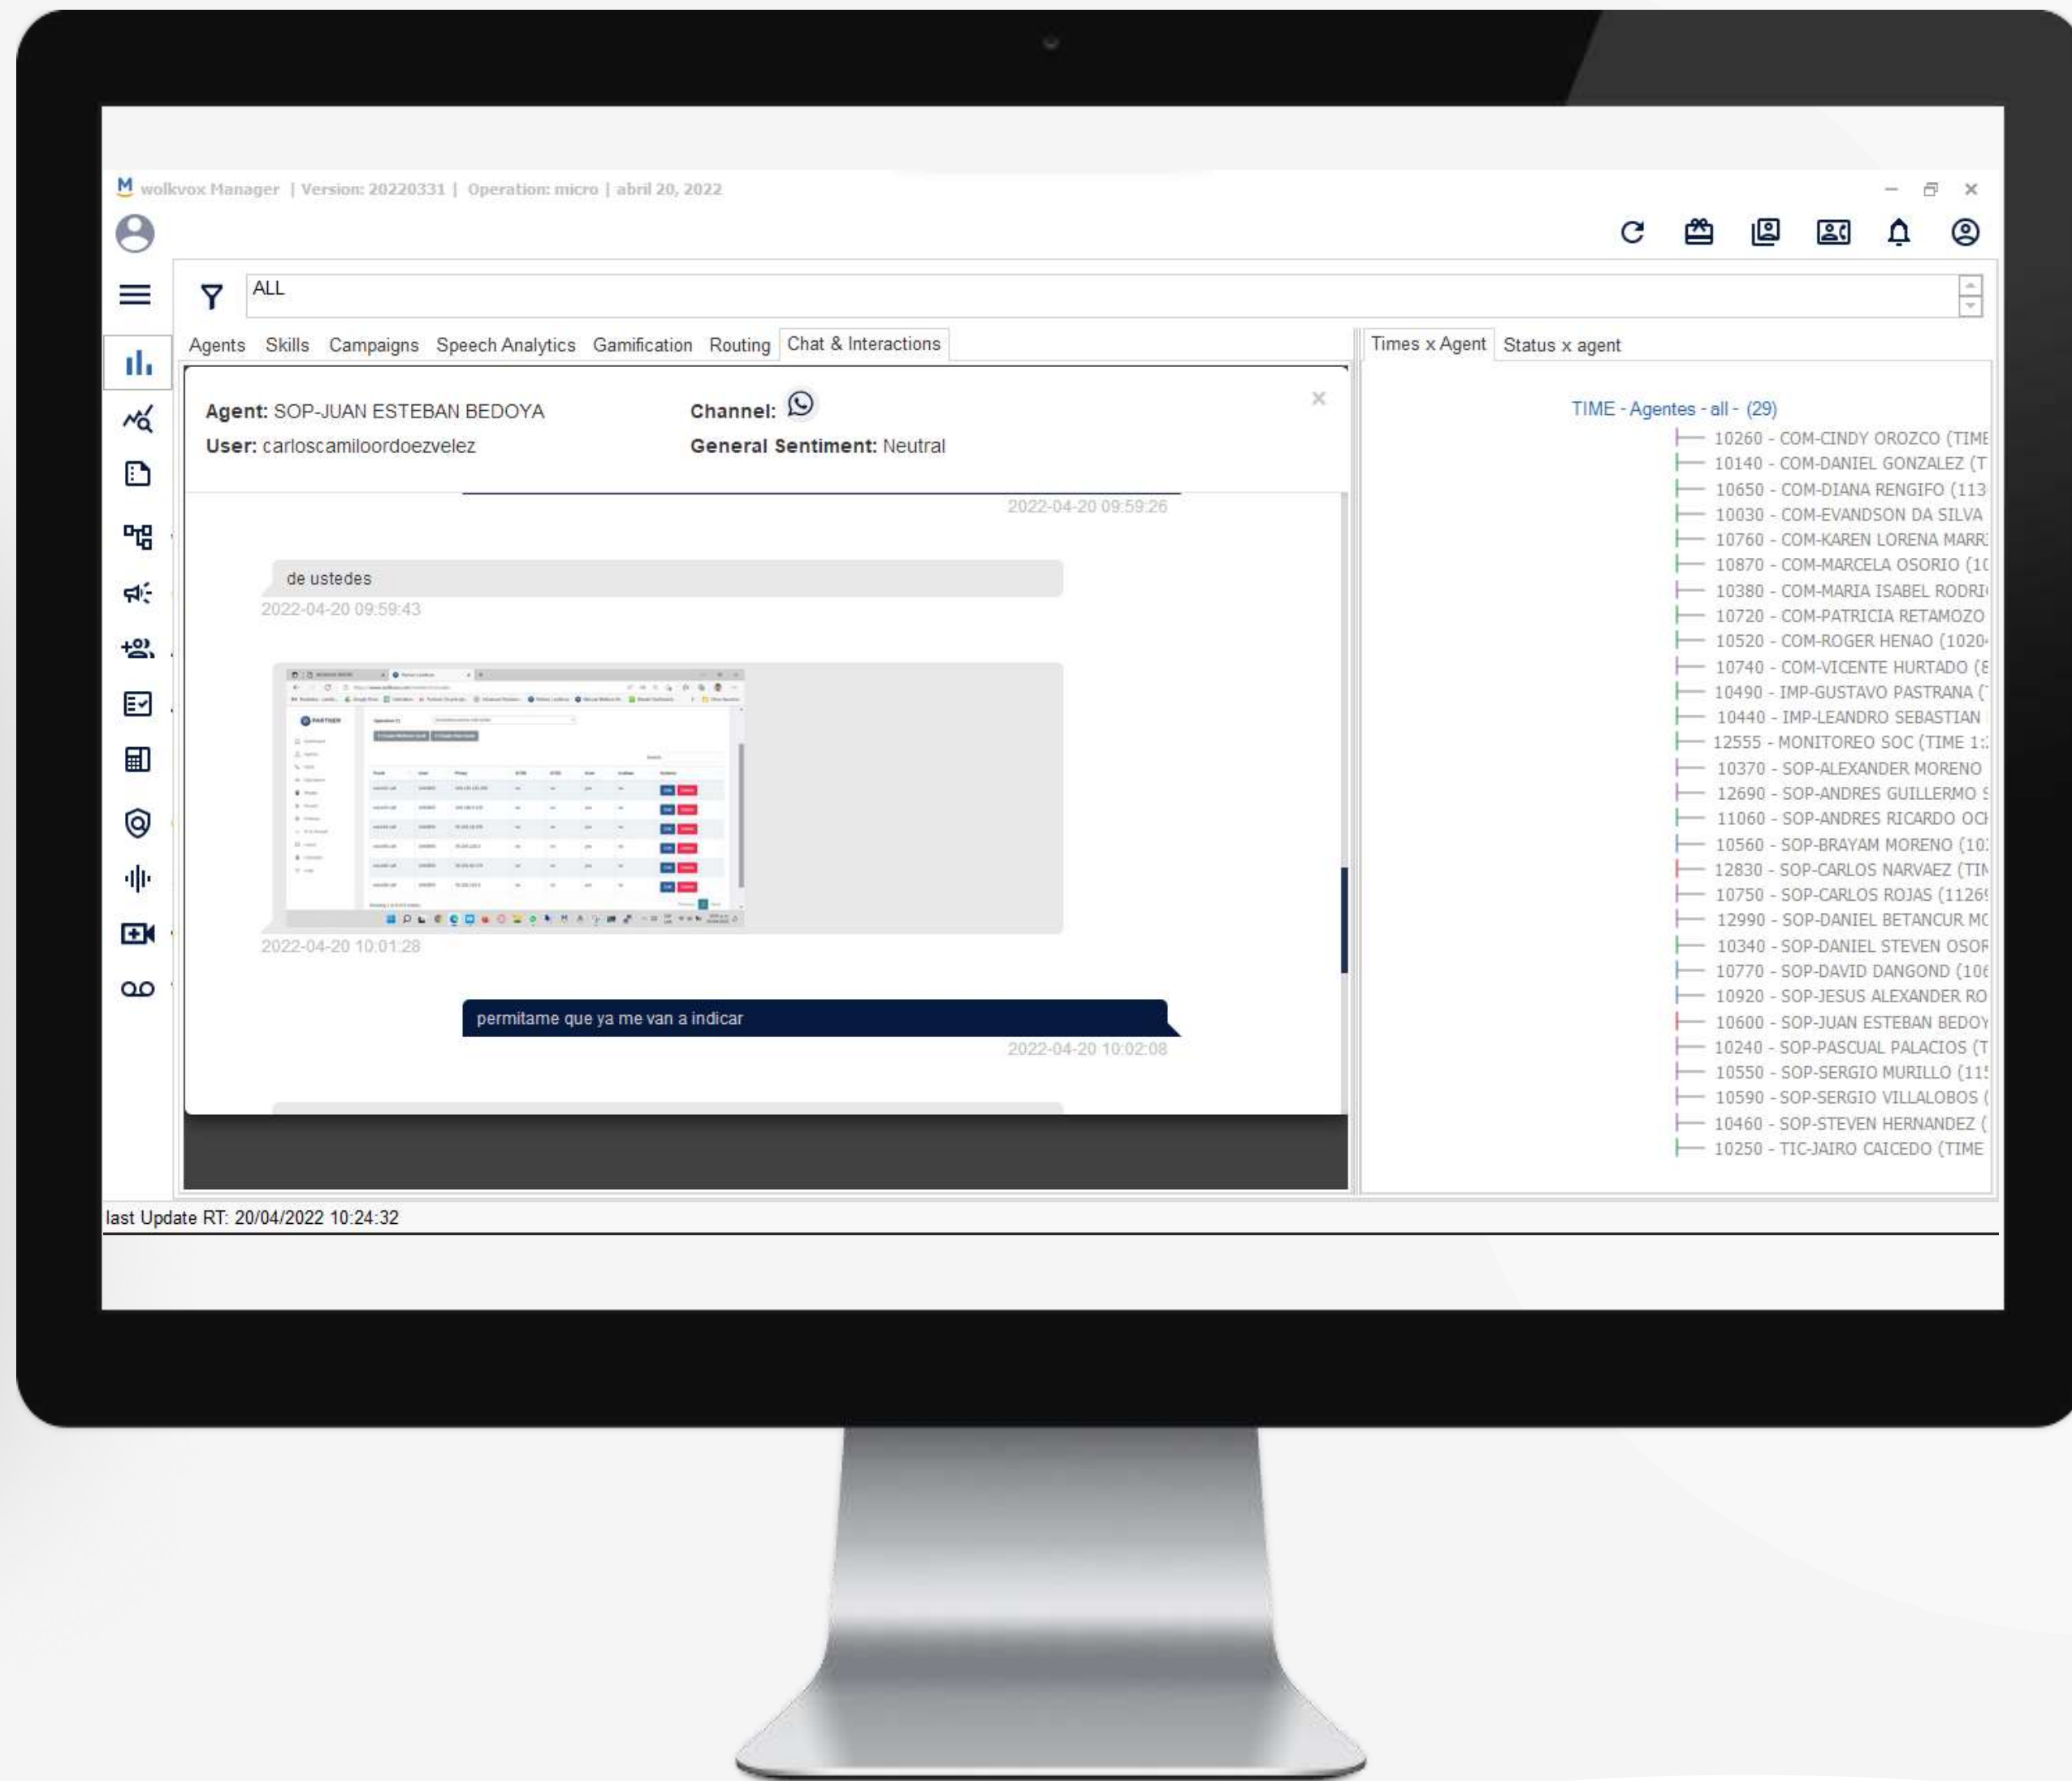 M wolkvox Manager | Version: 20220331 | Operation: micro | abril 20, 2022
ALL
Agents Skills Campaigns Speech Analytics Gamification Routing Chat & Interactions
Agent: SOP-JUAN ESTEBAN BEDOYA
Channel:
User: carloscamiloordoezvelez
General Sentiment: Neutral
2022-04-20 09:59:26
de ustedes
2022-04-20 09:59:43
PARTNER
2022-04-20 10:01:28
permitame que ya me van a indicar
2022-04-20 10:02:08
Times x Agent Status x agent
TIME - Agentes - all - (29)
10260 - COM-CINDY OROZCO (TIME
10140 - COM-DANIEL GONZALEZ (T
10650 - COM-DIANA RENGIFO (113
10030 - COM-EVANDSON DA SILVA
10760 - COM-KAREN LORENA
10870 - COM-MARCELA OSORIO (10
10380 - COM-MARIA ISABEL
10720 - COM-PATRICIA RETAMOZO
10520 - COM-ROGER HENAO (1020
10740 - COM-VICENTE HURTADO
10490 - IMP-GUSTAVO PASTRANA (
10440 - IMP-LEANDRO SEBASTIAN
12555 - MONITOREO SOC (TIME 1:
10370 - SOP-ALEXANDER MORENO
12690 - SOP-ANDRES GUILLERMO
11060 - SOP-ANDRES RICARDO
10560 - SOP-BRAYAM MORENO (10
12830 - SOP-CARLOS NARVAEZ
10750 - SOP-CARLOS ROJAS (1126
12990 - SOP-DANIEL BETANCUR
10340 - SOP-DANIEL STEVEN
10770 - SOP-DAVID DANGOND (10
10920 - SOP-JESUS ALEXANDER RO
10600 - SOP-JUAN ESTEBAN BEDOY
10240 - SOP-PASCUAL PALACIOS (T
10550 - SOP-SERGIO MURILLO (11
10590 - SOP-SERGIO VILLALOBOS (
10460 - SOP-STEVEN HERNANDEZ (
10250 - TIC-JAIRO CAICEDO (TIME
last Update RT: 20/04/2022 10:24:32